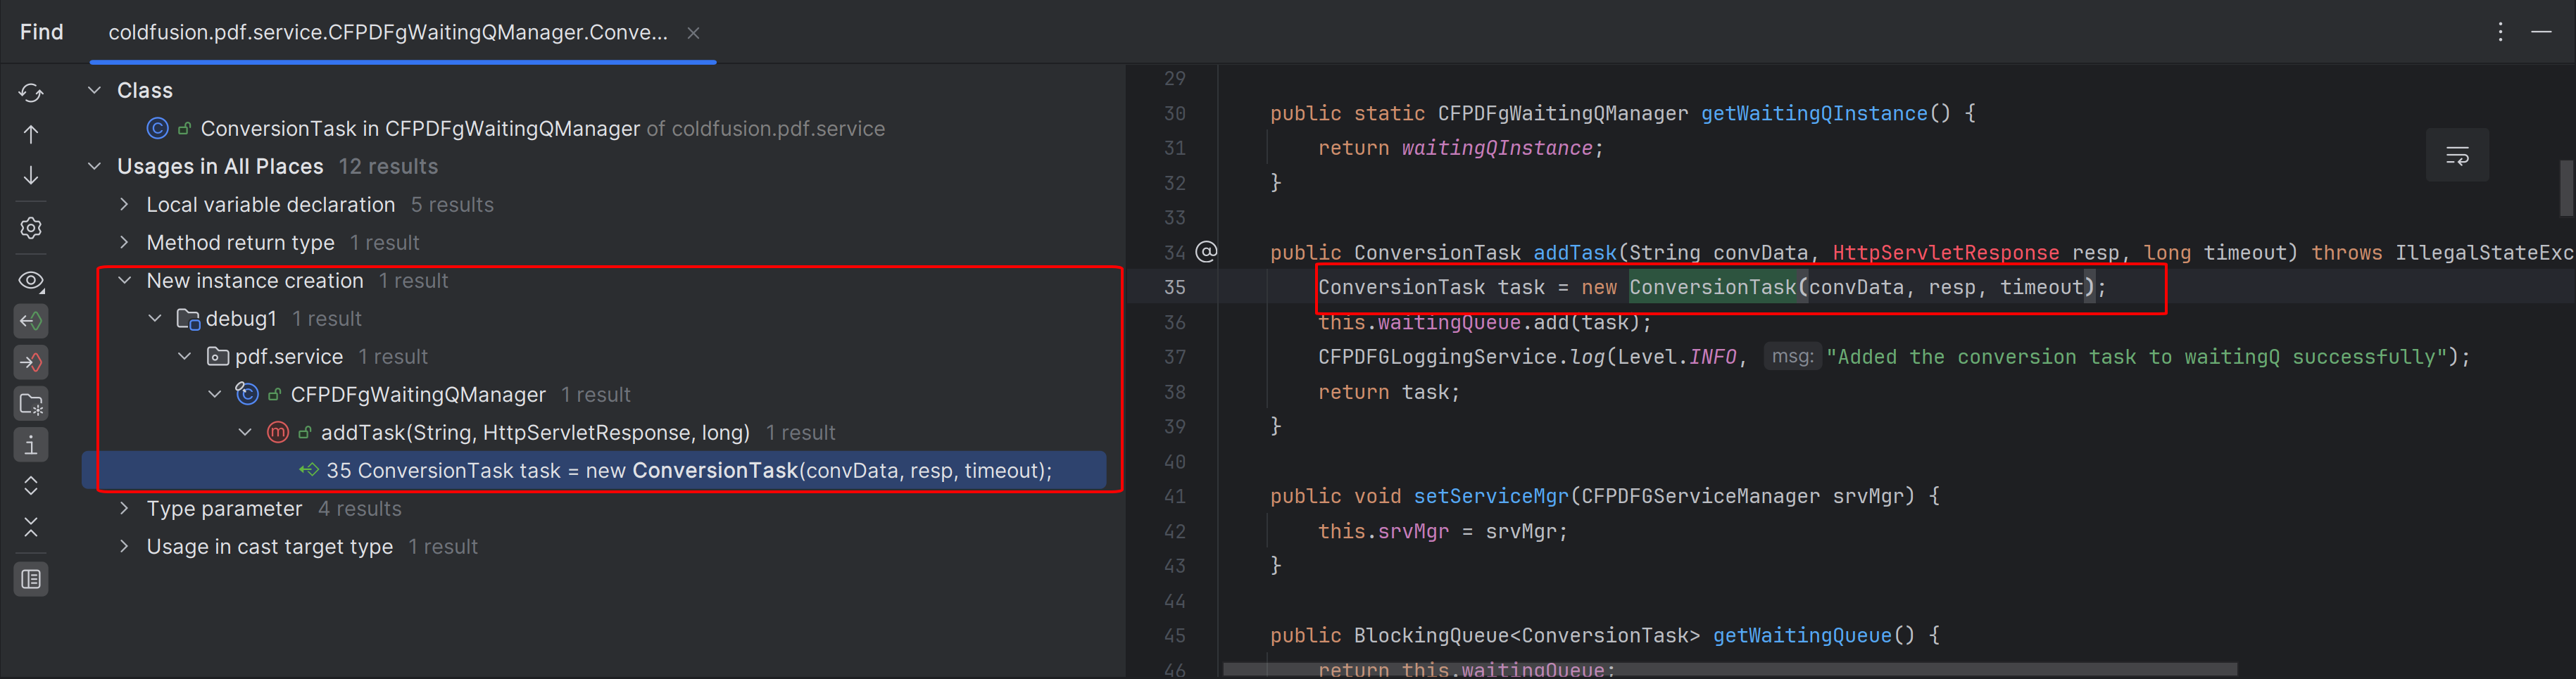 Find coldfusion.pdf.service.CFPDFgWaitingQManager.Conve...
Class
ConversionTask in CFPDFgWaitingQManager of coldfusion.pdf.service
Usages in All Places 12 results
Local variable declaration 5 results
Method return type 1 result
New instance creation 1 result
debug1 1 result
pdf.service 1 result
CFPDFgWaitingQManager 1 result
addTask(String, HttpServletResponse, long) 1 result
35 ConversionTask task = new ConversionTask(convData, resp, timeout);
Type parameter 4 results
Usage in cast target type 1 result
29
30 public static CFPDFgWaitingQManager getWaitingQInstance() {
31 return waitingQInstance;
32 }
33
34 @ public ConversionTask addTask(String convData, HttpServletResponse resp, long timeout) throws IllegalStateExc
35 ConversionTask task = new ConversionTask(convData, resp, timeout);
36 this.waitingQueue.add(task);
37 CFPDFGLoggingService.log(Level.INFO, msg: "Added the conversion task to waitingQ successfully");
38 return task;
39 }
40
41 public void setServiceMgr(CFPDFGServiceManager srvMgr) {
42 this.srvMgr = srvMgr;
43 }
44
45 public BlockingQueue<ConversionTask> getWaitingQueue() {
46 return this.waitingQueue;